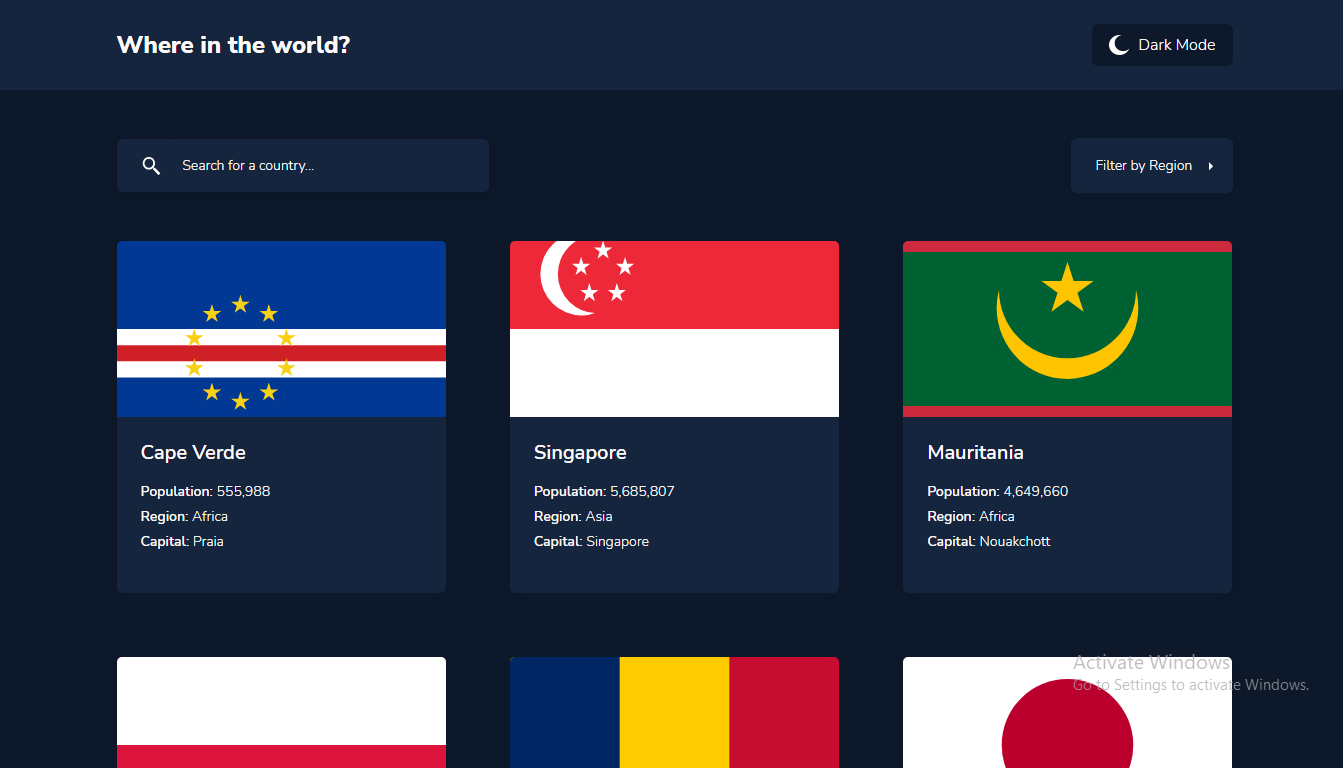 Where in the world?
Dark Mode
Search for a country...
Filter by Region
Cape Verde
Population: 555,988
Region: Africa
Capital: Praia
Singapore
Population: 5,685,807
Region: Asia
Capital: Singapore
Mauritania
Population: 4,649,660
Region: Africa
Capital: Nouakchott
Activate Windows
Go to Settings to activate Windows.